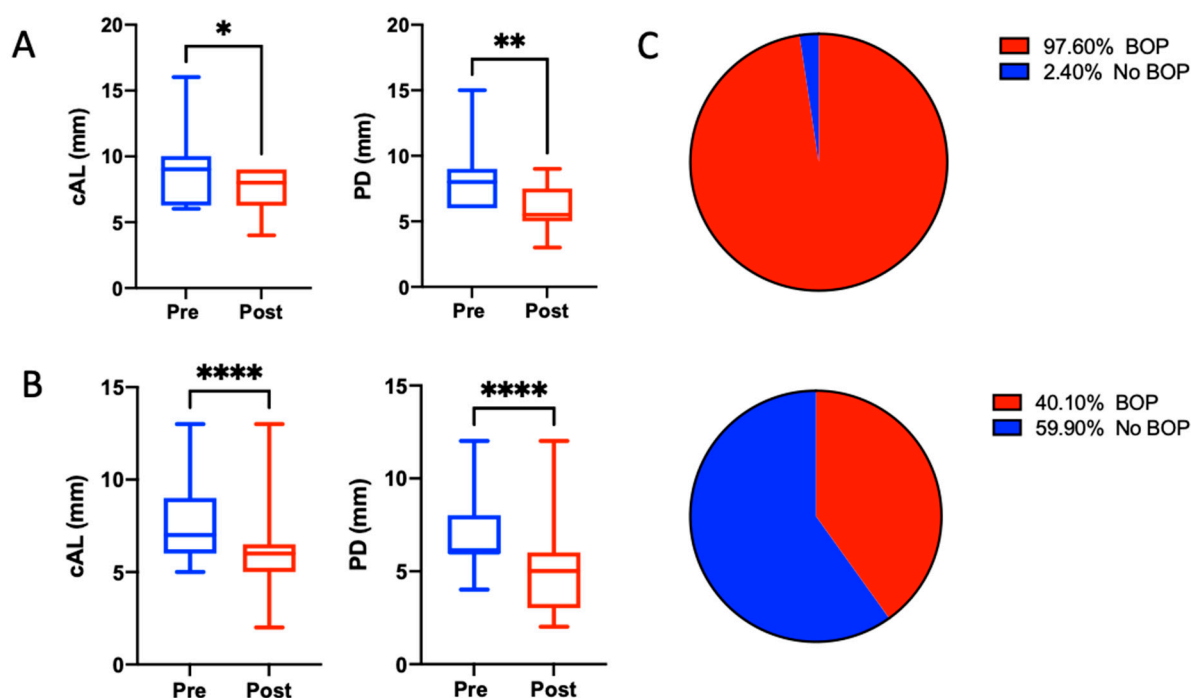 A
cAL (mm)
20
15
10
5
0
*
Pre Post
PD (mm)
20
15
10
5
0
**
Pre Post
C
97.60% BOP
2.40% No BOP
B
cAL (mm)
15
10
5
0
****
Pre Post
PD (mm)
15
10
5
0
****
Pre Post
40.10% BOP
59.90% No BOP